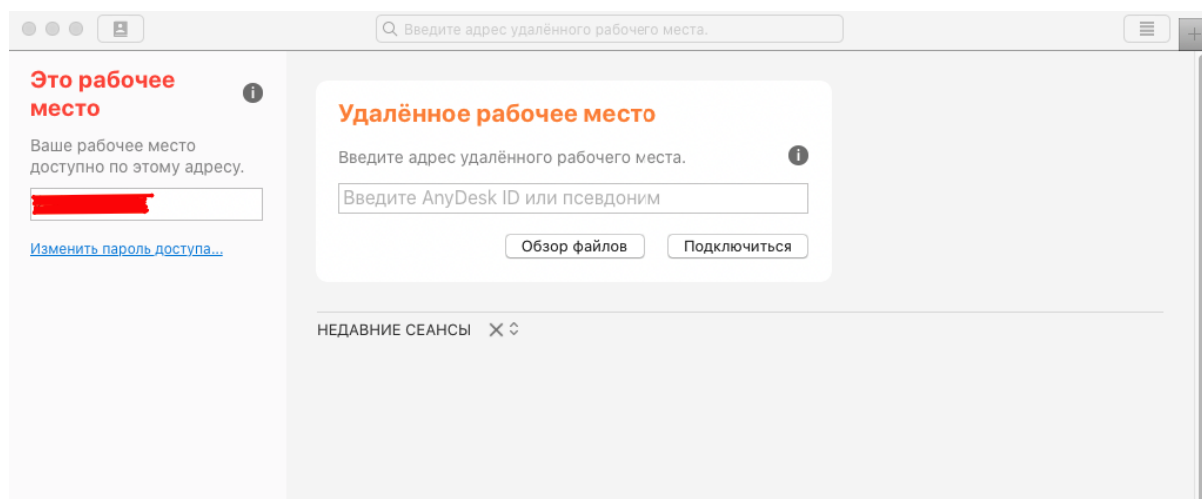 Введите адрес удалённого рабочего места.
Это рабочее
место
Ваше рабочее место
доступно по этому адресу.
Изменить пароль доступа...
Удалённое рабочее место
Введите адрес удалённого рабочего места.
Введите AnyDesk ID или псевдоним
Обзор файлов
Подключиться
НЕДАВНИЕ СЕАНСЫ